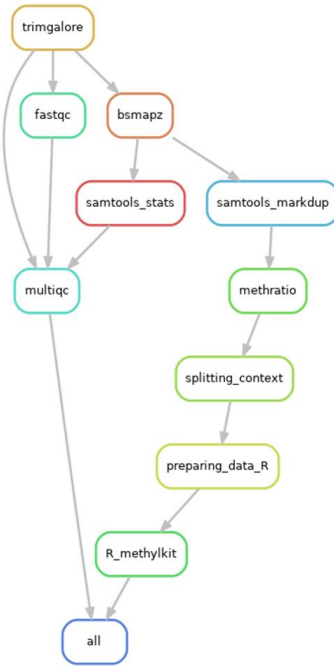 trimgalore
fastqc
bsmapz
samtools_stats
samtools_markdup
multiqc
methratio
splitting_context
preparing_data_R
R_methylkit
all